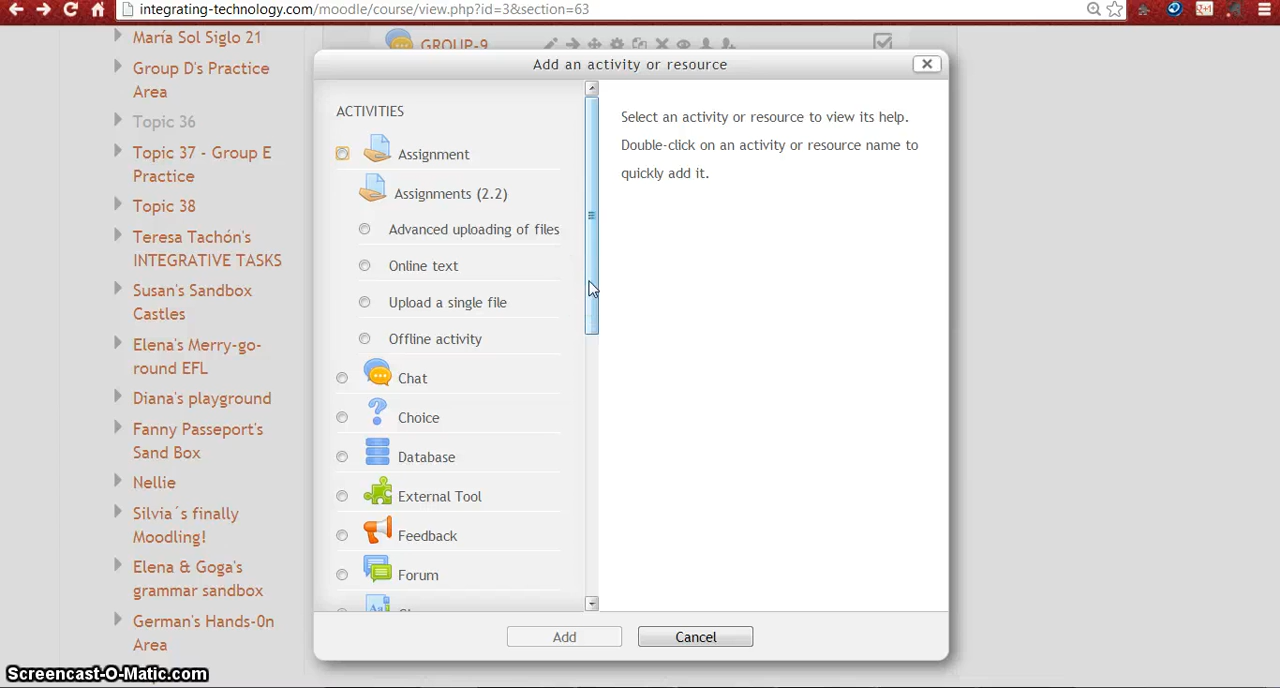 integrating-technology.com/moodle/course/view.php?id=3&section=63
María Sol Siglo 21
Group D's Practice
Area
Topic 36
Topic 37 - Group E
Practice
Topic 38
Teresa Tachón's
INTEGRATIVE TASKS
Susan's Sandbox
Castles
Elena's Merry-go-
round EFL
Diana's playground
Fanny Passeport's
Sand Box
Nellie
Silvia´s finally
Moodling!
Elena & Goga's
grammar sandbox
German's Hands-0n
Area
GROUP-9
Add an activity or resource
ACTIVITIES
Assignment
Assignments (2.2)
Advanced uploading of files
Online text
Upload a single file
Offline activity
Chat
Choice
Database
External Tool
Feedback
Forum
Select an activity or resource to view its help.
Double-click on an activity or resource name to
quickly add it.
Add
Cancel
Screencast-O-Matic.com